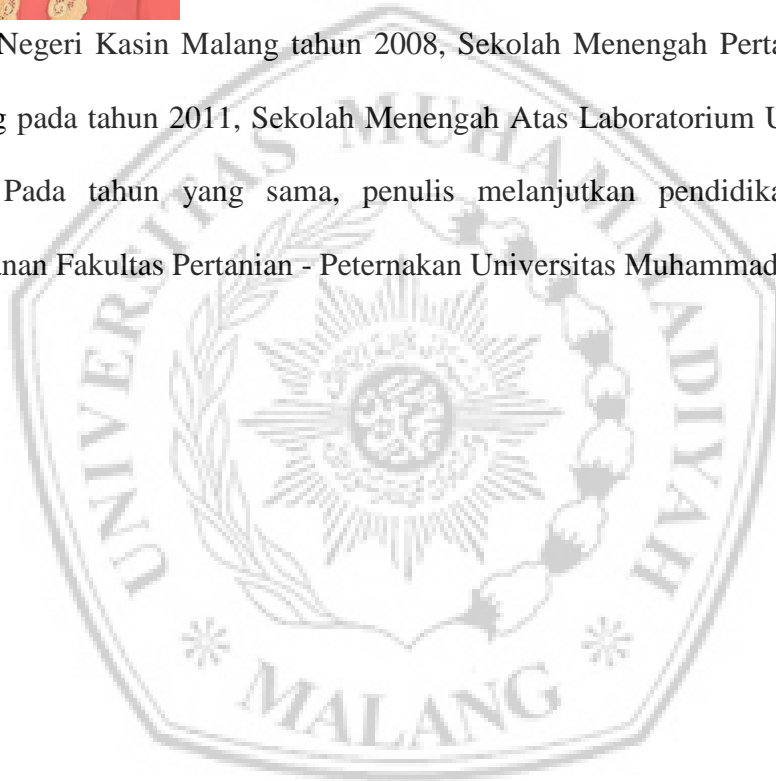 Negeri Kasin Malang tahun 2008, Sekolah Menengah Perta
pada tahun 2011, Sekolah Menengah Atas Laboratorium U
Pada tahun yang sama, penulis melanjutkan pendidika
anan Fakultas Pertanian - Peternakan Universitas Muhammad
UNIVERSITAS MUHAMMADIYAH
MALANG